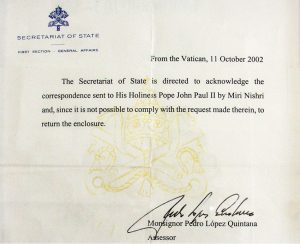 SECRETARIAT OF STATE
FIRST SECTION - GENERAL AFFAIRS
From the Vatican, 11 October 2002
The Secretariat of State is directed to acknowledge the
correspondence sent to His Holiness Pope John Paul II by Miri Nishri
and, since it is not possible to comply with the request made therein, to
return the enclosure.
Monsignor Pedro López Quintana
Assessor